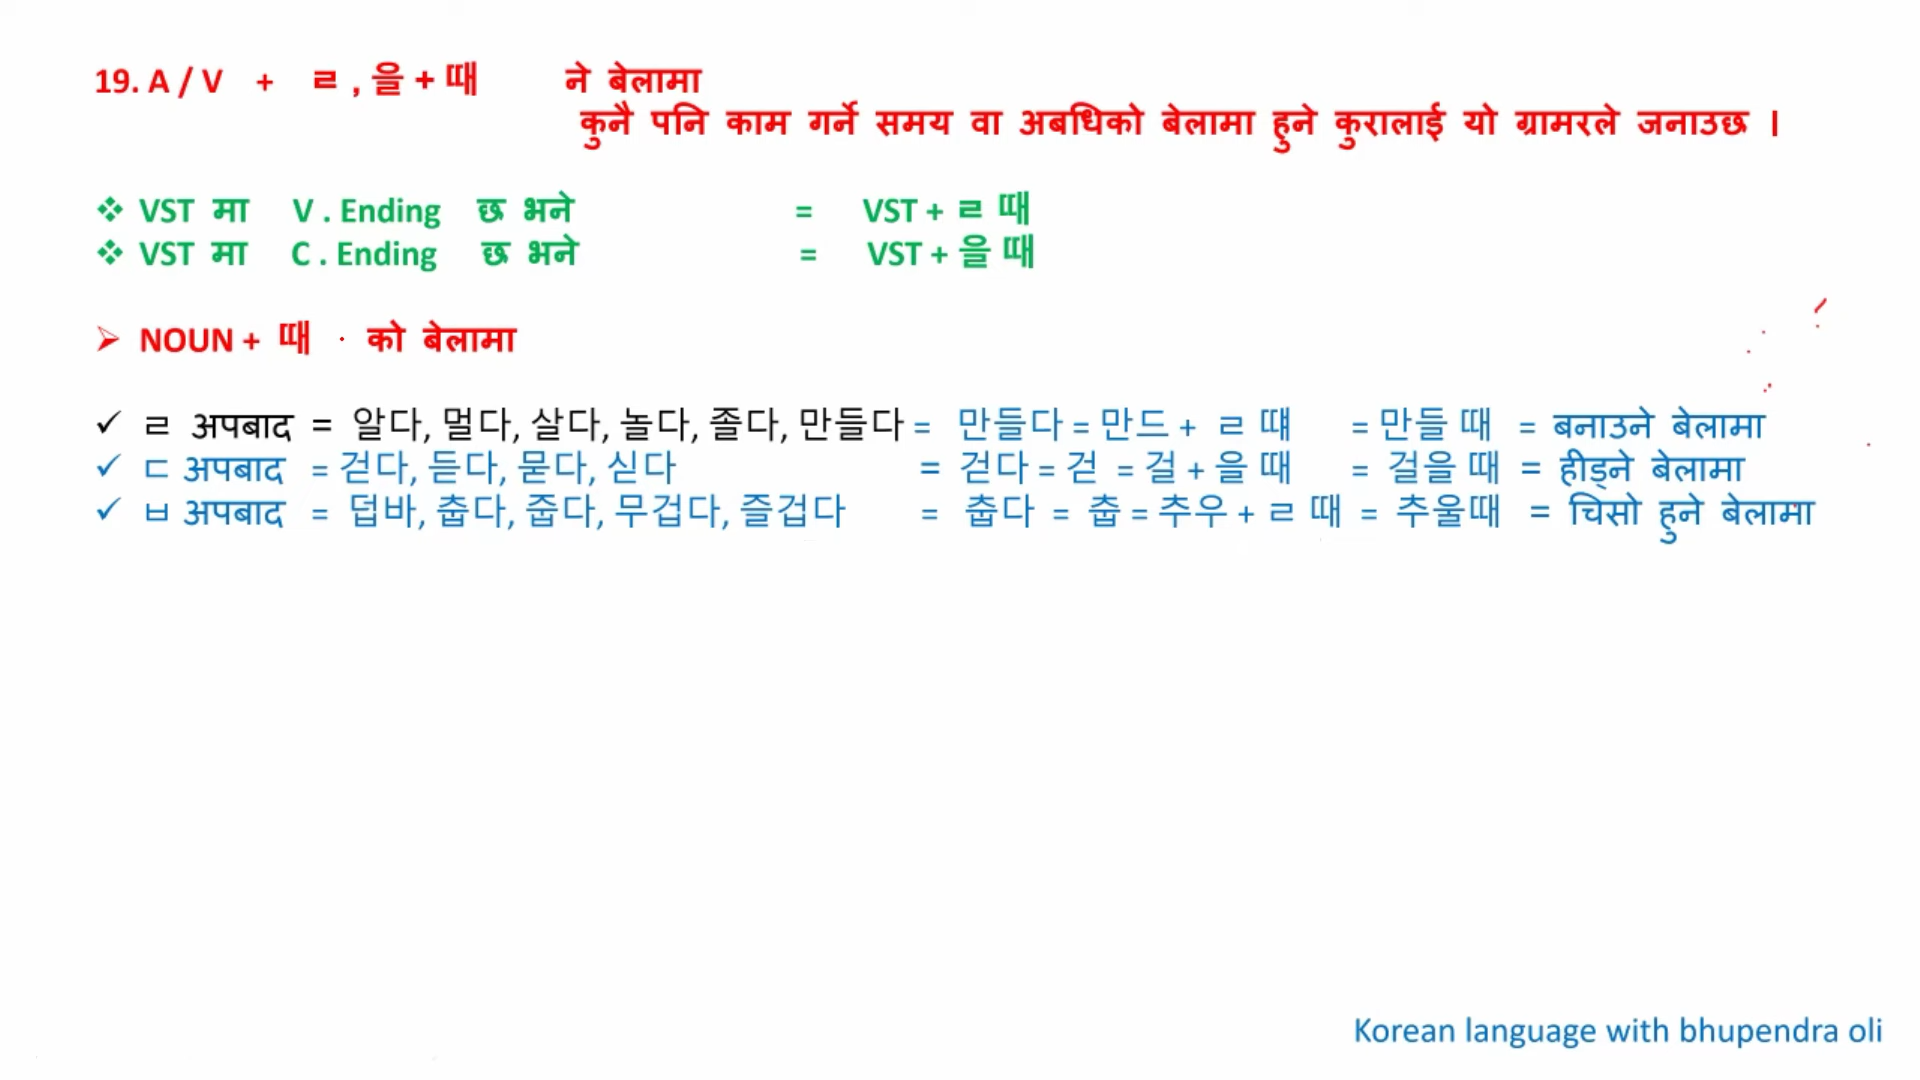 19. A / V + ㄹ , 을 + 때 ने बेलामा
कुनै पनि काम गर्ने समय वा अबधिको बेलामा हुने कुरालाई यो ग्रामरले जनाउछ ।
❖ VST मा V . Ending छ भने = VST + ㄹ 때
❖ VST मा C . Ending छ भने = VST + 을 때
➢ NOUN + 때 को बेलामा
✓ ㄹ अपबाद = 알다, 멀다, 살다, 놀다, 졸다, 만들다 = 만들다 = 만드 + ㄹ 떄 = 만들 때 = बनाउने बेलामा
✓ ㄷ अपबाद = 걷다, 듣다, 묻다, 싣다 = 걷다 = 걷 = 걸 + 을 때 = 걸을 때 = हीड्ने बेलामा
✓ ㅂ अपबाद = 덥바, 춥다, 줍다, 무겁다, 즐겁다 = 춥다 = 춥 = 추우 + ㄹ 때 = 추울때 = चिसो हुने बेलामा
Korean language with bhupendra oli